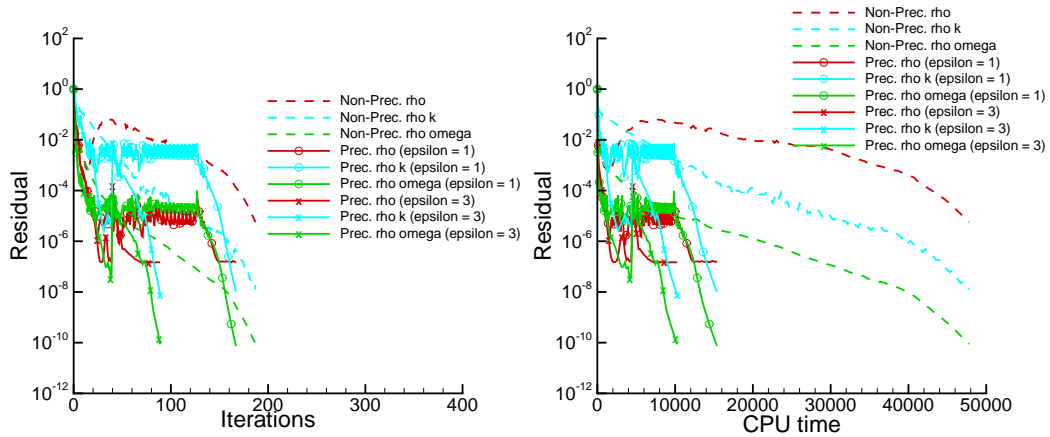 10^2
10^0
10^-2
10^-4
10^-6
10^-8
10^-10
10^-12
Residual
0
100
200
300
400
Iterations
Non-Prec. rho
Non-Prec. rho k
Non-Prec. rho omega
Prec. rho (epsilon = 1)
Prec. rho k (epsilon = 1)
Prec. rho omega (epsilon = 1)
Prec. rho (epsilon = 3)
Prec. rho k (epsilon = 3)
Prec. rho omega (epsilon = 3)
10^2
10^0
10^-2
10^-4
10^-6
10^-8
10^-10
10^-12
Residual
0
10000
20000
30000
40000
50000
CPU time
Non-Prec. rho
Non-Prec. rho k
Non-Prec. rho omega
Prec. rho (epsilon = 1)
Prec. rho k (epsilon = 1)
Prec. rho omega (epsilon = 1)
Prec. rho (epsilon = 3)
Prec. rho k (epsilon = 3)
Prec. rho omega (epsilon = 3)